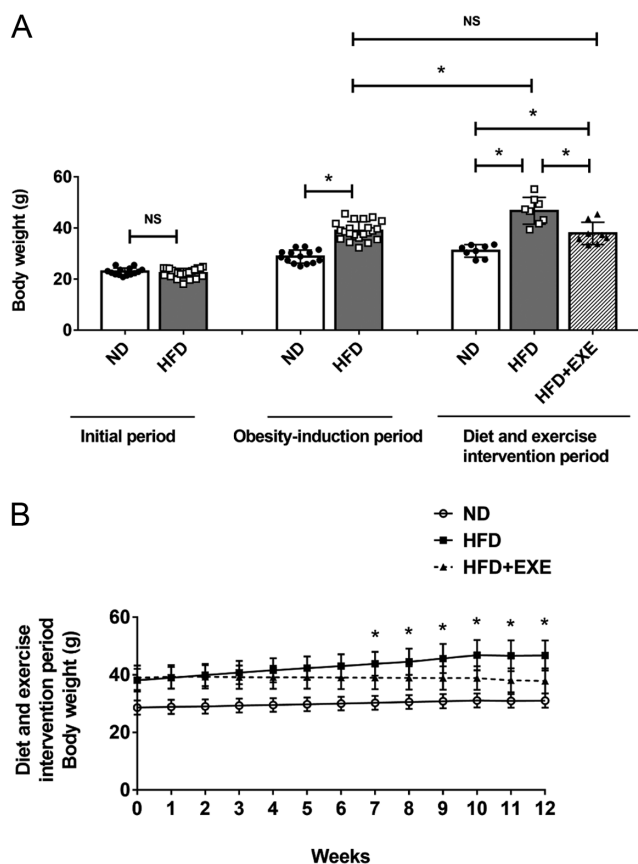 A
NS
*
*
*
*
*
NS
Body weight (g)
60
40
20
0
ND
HFD
ND
HFD
ND
HFD
HFD+EXE
Initial period
Obesity-induction period
Diet and exercise
intervention period
B
ND
HFD
HFD+EXE
Diet and exercise
intervention period
Body weight (g)
60
40
20
0
* * * * * *
0 1 2 3 4 5 6 7 8 9 10 11 12
Weeks